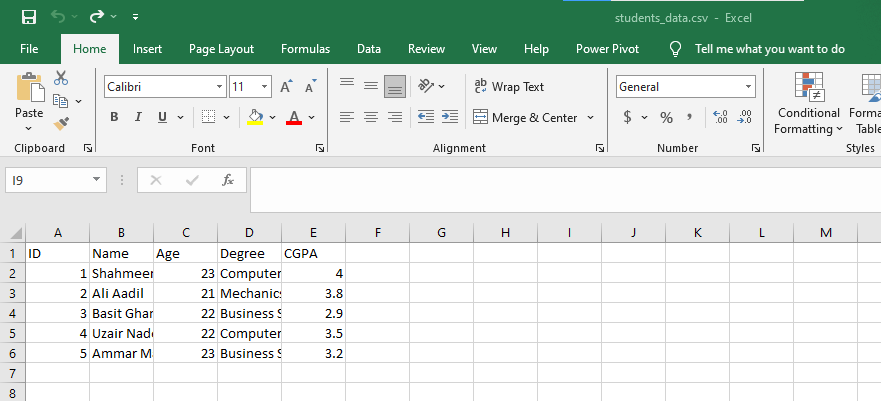 students_data.csv - Excel
File Home Insert Page Layout Formulas Data Review View Help Power Pivot Tell me what you want to do
Calibri 11 A A ab Wrap Text General
Paste B I U A Merge & Center $ % , Conditional Formatting
Clipboard Font Alignment Number Styles
I9 fx
A B C D E F G H I J K L M
1 ID Name Age Degree CGPA
2 1 Shahmeer 23 Computer 4
3 2 Ali Aadil 21 Mechanics 3.8
4 3 Basit 22 Business 2.9
5 4 Uzair 22 Computer 3.5
6 5 Ammar 23 Business 3.2
7
8